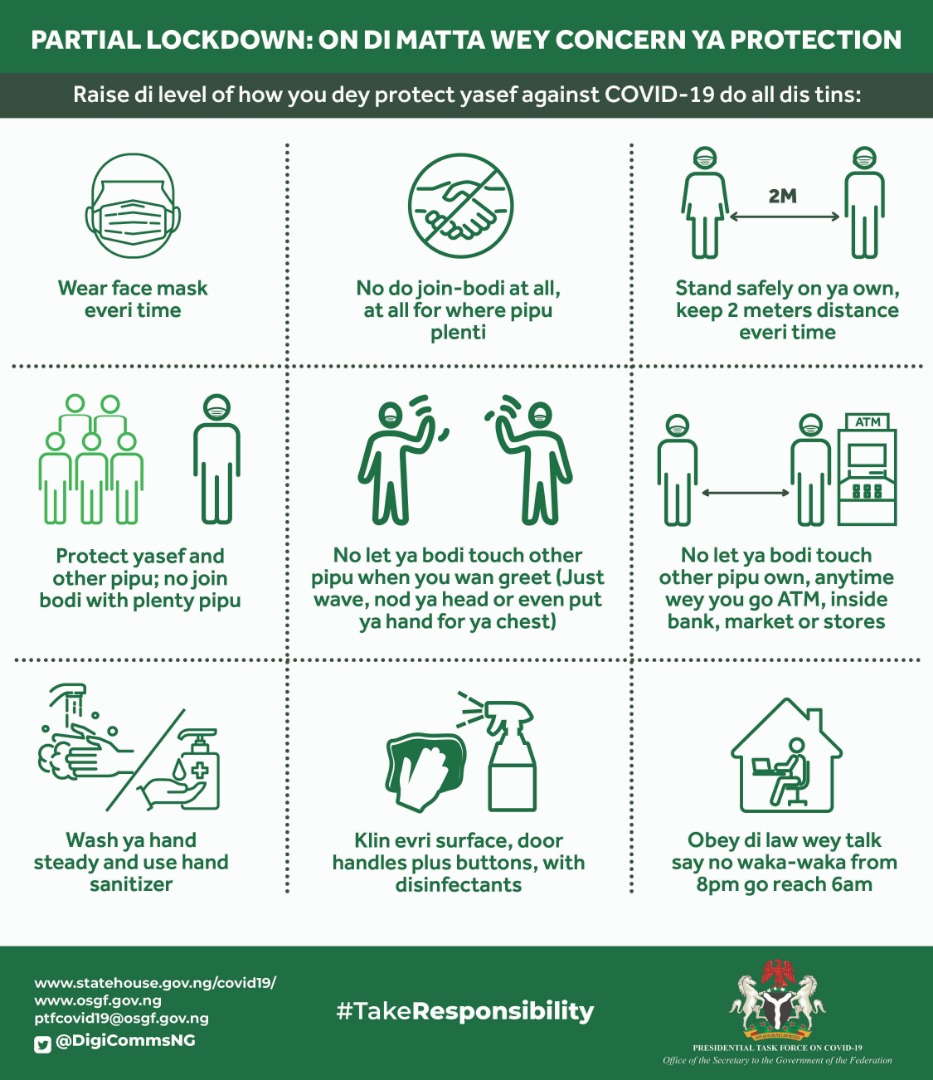 PARTIAL LOCKDOWN: ON DI MATTA WEY CONCERN YA PROTECTION
Raise di level of how you dey protect yasef against COVID-19 do all dis tins:
Wear face mask
everi time
No do join-bodi at all,
at all for where pipu
plenti
2M
Stand safely on ya own,
keep 2 meters distance
everi time
Protect yasef and
other pipu; no join
bodi with plenty pipu
No let ya bodi touch other
pipu when you wan greet (Just
wave, nod ya head or even put
ya hand for ya chest)
ATM
No let ya bodi touch
other pipu own, anytime
wey you go ATM, inside
bank, market or stores
Wash ya hand
steady and use hand
sanitizer
Klin evri surface, door
handles plus buttons, with
disinfectants
Obey di law wey talk
say no waka-waka from
8pm go reach 6am
www.statehouse.gov.ng/covid19/
www.osgf.gov.ng
ptfcovid19@osgf.gov.ng
@DigiCommsNG
#TakeResponsibility
PRESIDENTIAL TASK FORCE ON COVID-19
Office of the Secretary to the Government of the Federation